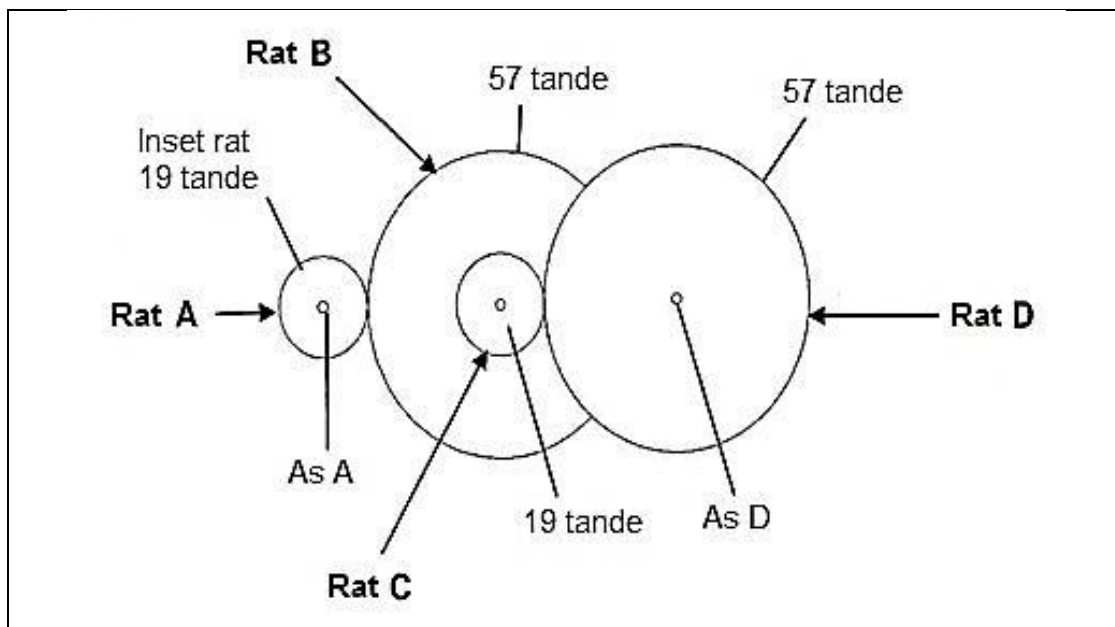 Rat B
57 tande
57 tande
Inset rat
19 tande
Rat A
Rat D
As A
19 tande
As D
Rat C